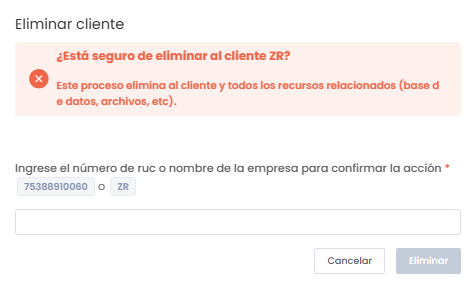 Eliminar cliente
¿Está seguro de eliminar al cliente ZR?
Este proceso elimina al cliente y todos los recursos relacionados (base d
e datos, archivos, etc).
Ingrese el número de ruc o nombre de la empresa para confirmar la acción *
75388910060 o ZR
Cancelar Eliminar